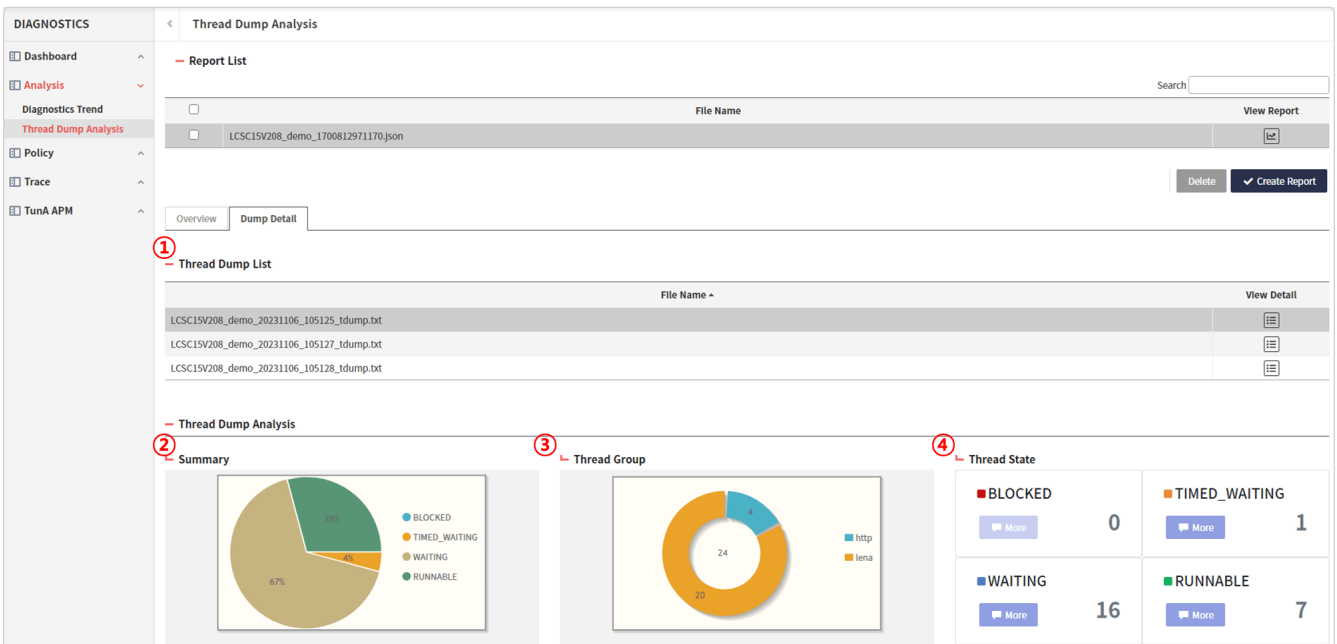 DIAGNOSTICS
Thread Dump Analysis
Dashboard
Analysis
Diagnostics Trend
Thread Dump Analysis
Policy
Trace
TunA APM
Report List
Search
File Name View Report
LCSC15V208_demo_1700812971170.json
Delete Create Report
Overview Dump Detail
①
Thread Dump List
File Name View Detail
LCSC15V208_demo_20231106_105125_tdump.txt
LCSC15V208_demo_20231106_105127_tdump.txt
LCSC15V208_demo_20231106_105128_tdump.txt
Thread Dump Analysis
②
Summary
29%
4%
67%
BLOCKED
TIMED_WAITING
WAITING
RUNNABLE
③
Thread Group
4
24
20
http
lena
④
Thread State
BLOCKED
More 0
TIMED_WAITING
More 1
WAITING
More 16
RUNNABLE
More 7